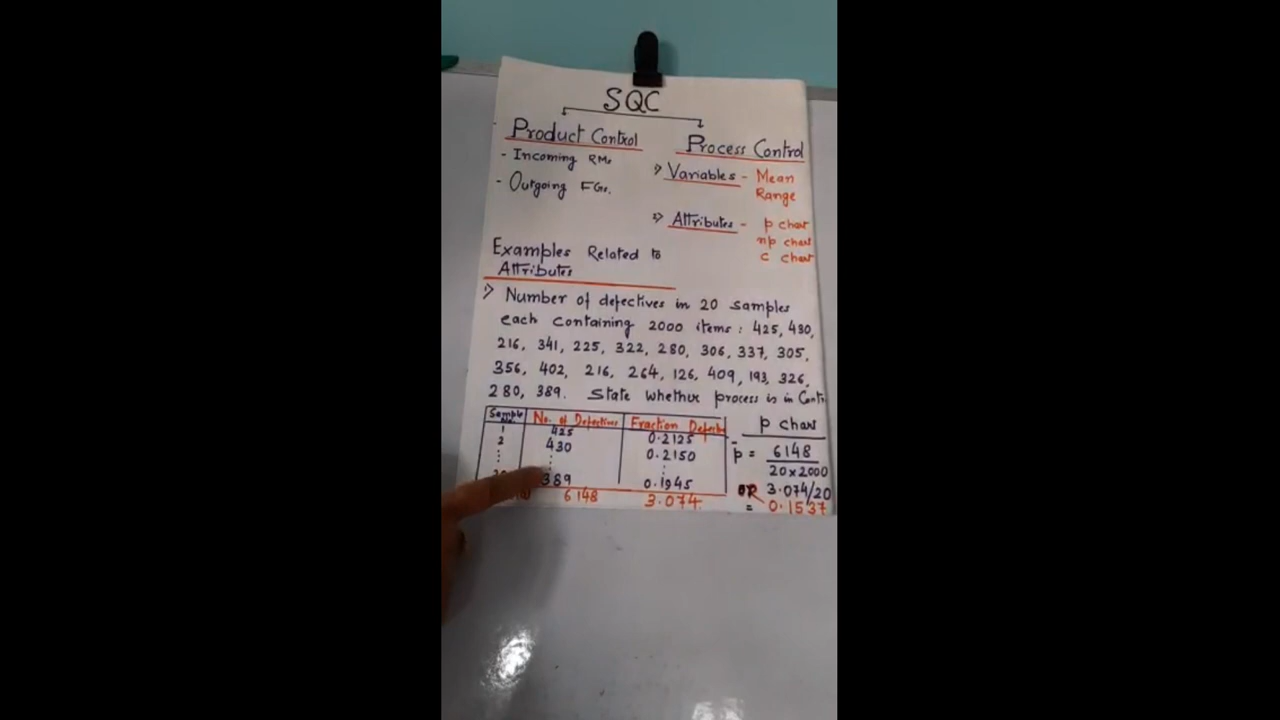 SQC
Product Control
- Incoming RMs
- Outgoing FGs.
Process Control
1) Variables - Mean
Range
2) Attributes - p chart
np chart
c chart
Examples Related to
Attributes
1) Number of defectives in 20 samples
each containing 2000 items : 425, 430,
216, 341, 225, 322, 280, 306, 337, 305,
356, 402, 216, 264, 126, 409, 193, 326,
280, 389. State whether process is in Contr
Sample No. No. of Defectives Fraction Defective
1 425 0.2125
2 430 0.2150
⋮ ⋮ ⋮
389 0.1945
6148 3.074
p chart
p̄ = 6148
20 x 2000
OR 3.074/20
= 0.1537